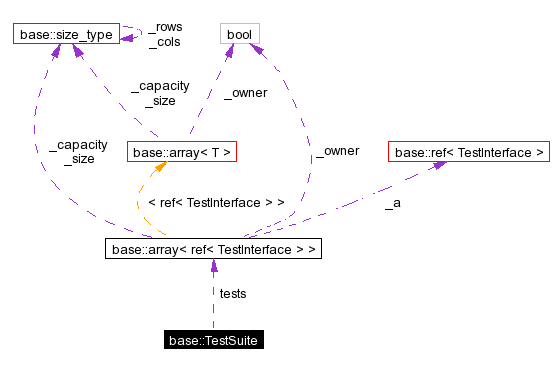 _rows
base::size_type
bool
_cols
_capacity
_size
_owner
_capacity
_size
base::array< T >
_owner
base::ref< TestInterface >
< ref< TestInterface > >
_a
base::array< ref< TestInterface > >
tests
base::TestSuite